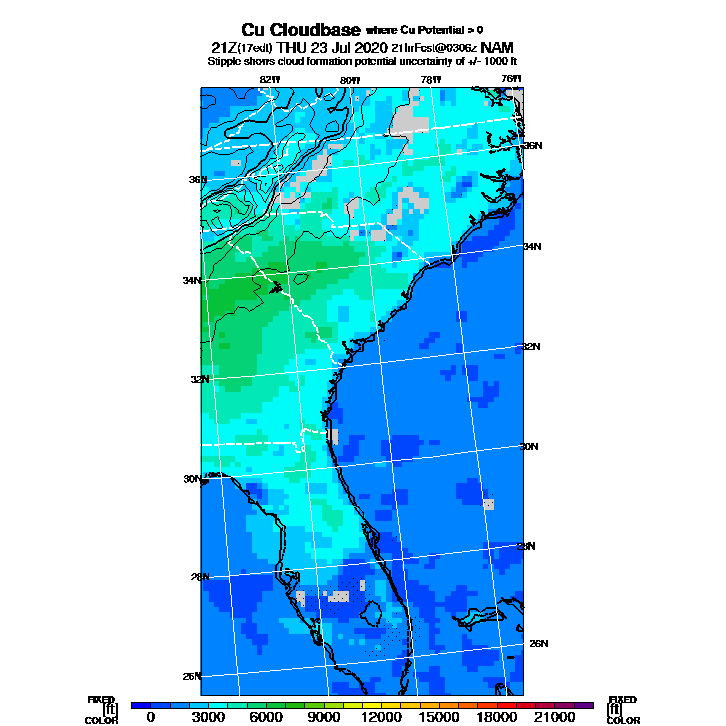 Cu Cloudbase where Cu Potential > 0
21Z(17edt) THU 23 Jul 2020 21hrFcst@0306z NAM
Stipple shows cloud formation potential uncertainty of +/- 1000 ft
82W 80W 78W 76W
36N
36N
34N
34N
32N
32N
30N
30N
28N
28N
26N
26N
FIXED FIXED
[ft] 0 3000 6000 9000 12000 15000 18000 21000 [ft]
COLOR COLOR